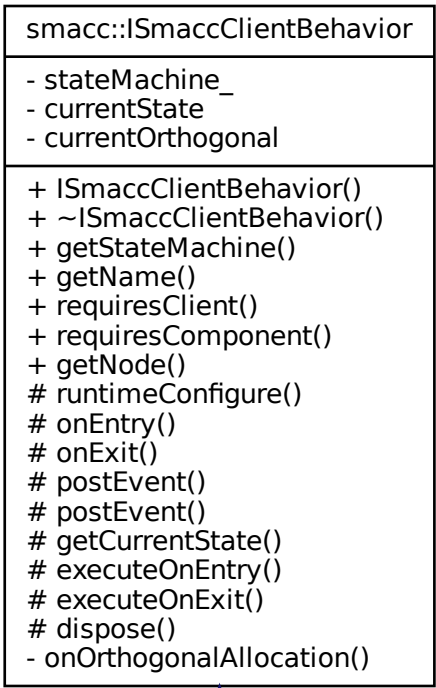 smacc::ISmaccClientBehavior
- stateMachine_
- currentState
- currentOrthogonal
+ ISmaccClientBehavior()
+ ~ISmaccClientBehavior()
+ getStateMachine()
+ getName()
+ requiresClient()
+ requiresComponent()
+ getNode()
# runtimeConfigure()
# onEntry()
# onExit()
# postEvent()
# postEvent()
# getCurrentState()
# executeOnEntry()
# executeOnExit()
# dispose()
- onOrthogonalAllocation()